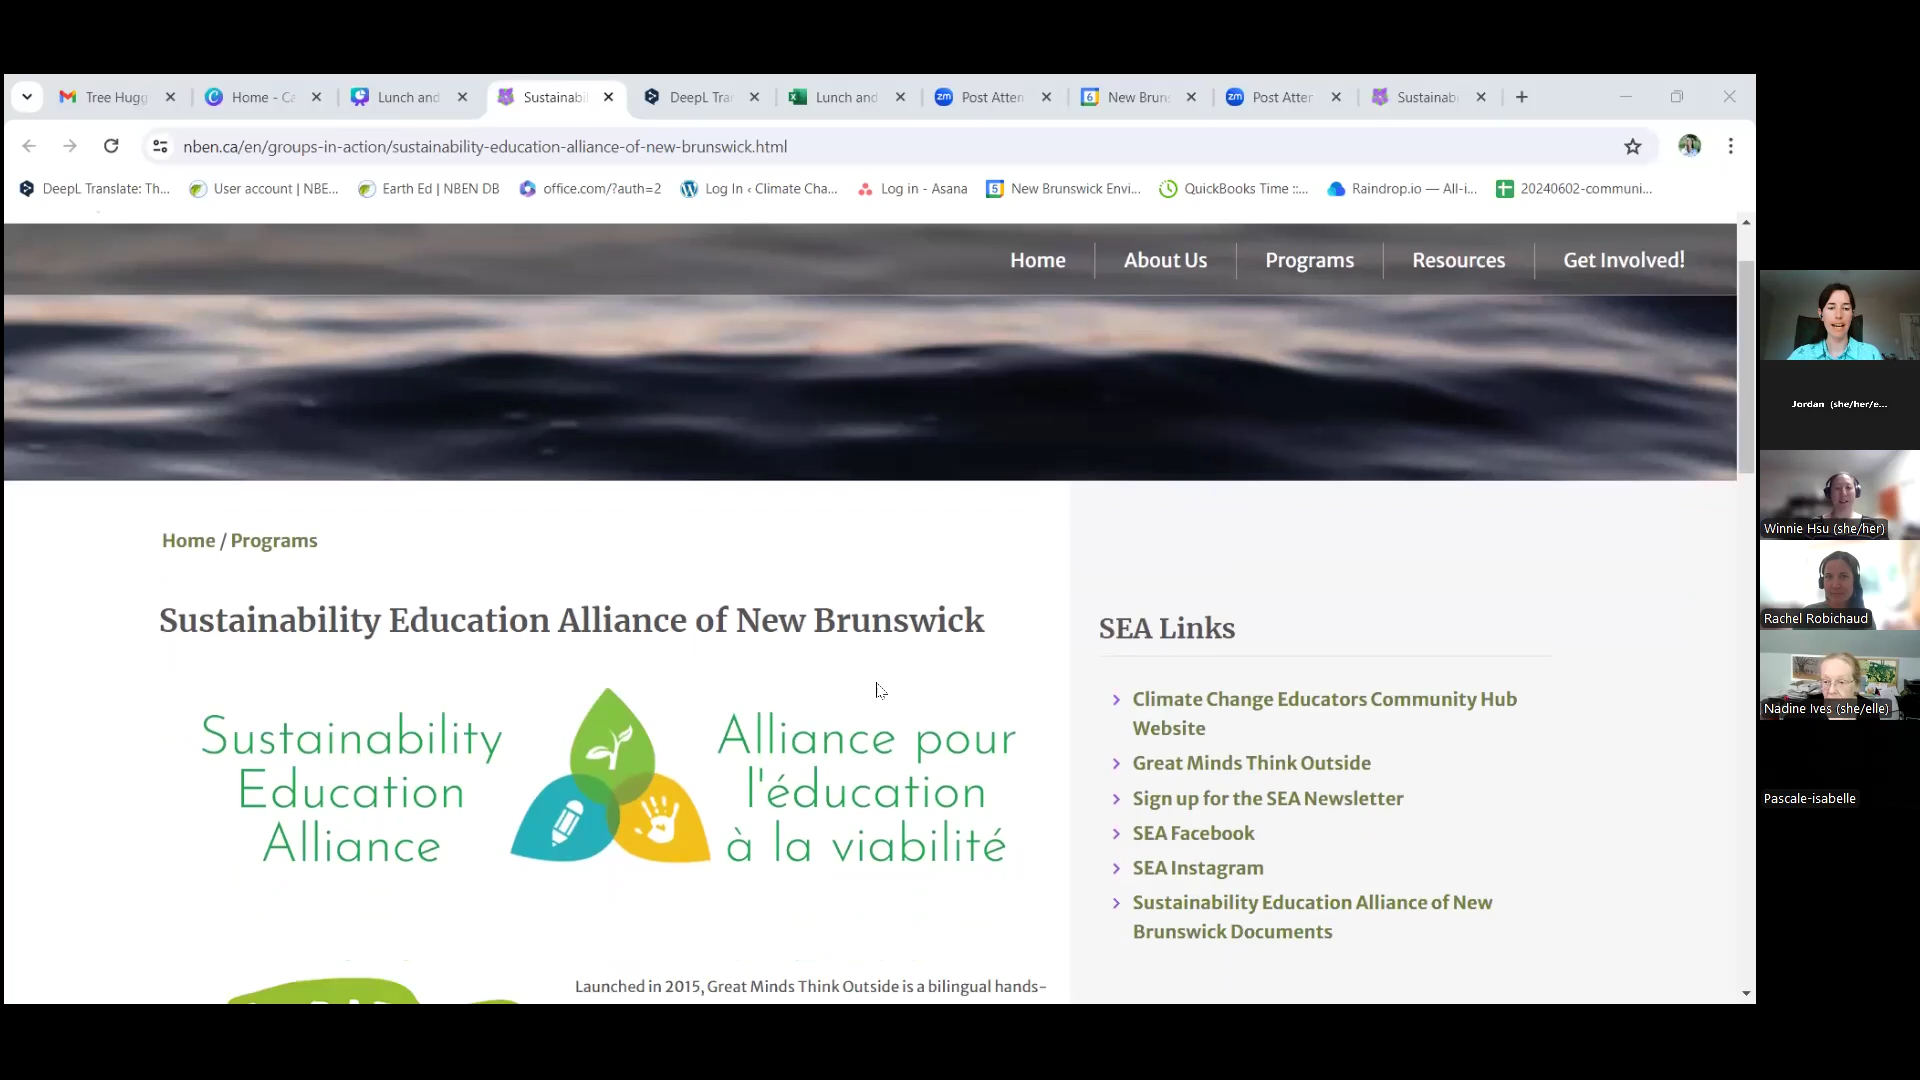 Tree Hugg
Home - Ca
Lunch and
Sustainabi
DeepL Tra
Lunch and
Post Atten
New Brun
Post Atter
Sustainab
nben.ca/en/groups-in-action/sustainability-education-alliance-of-new-brunswick.html
DeepL Translate: Th...
User account | NBE...
Earth Ed | NBEN DB
office.com/?auth=2
Log In ‹ Climate Cha...
Log in - Asana
New Brunswick Envi...
QuickBooks Time ::...
Raindrop.io — All-i...
20240602-communi...
Home
About Us
Programs
Resources
Get Involved!
Home / Programs
Sustainability Education Alliance of New Brunswick
Sustainability
Education
Alliance
Alliance pour
l'éducation
à la viabilité
Launched in 2015, Great Minds Think Outside is a bilingual hands-
SEA Links
Climate Change Educators Community Hub
Website
Great Minds Think Outside
Sign up for the SEA Newsletter
SEA Facebook
SEA Instagram
Sustainability Education Alliance of New
Brunswick Documents
Jordan (she/her/e...
Winnie Hsu (she/her)
Rachel Robichaud
Nadine Ives (she/elle)
Pascale-isabelle